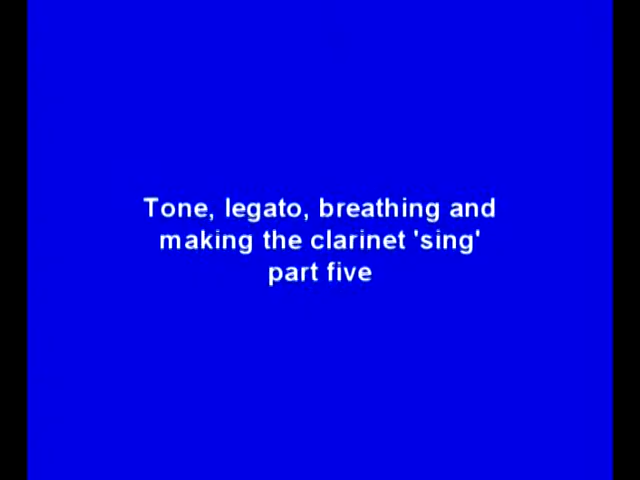 Tone, legato, breathing and
making the clarinet 'sing'
part five